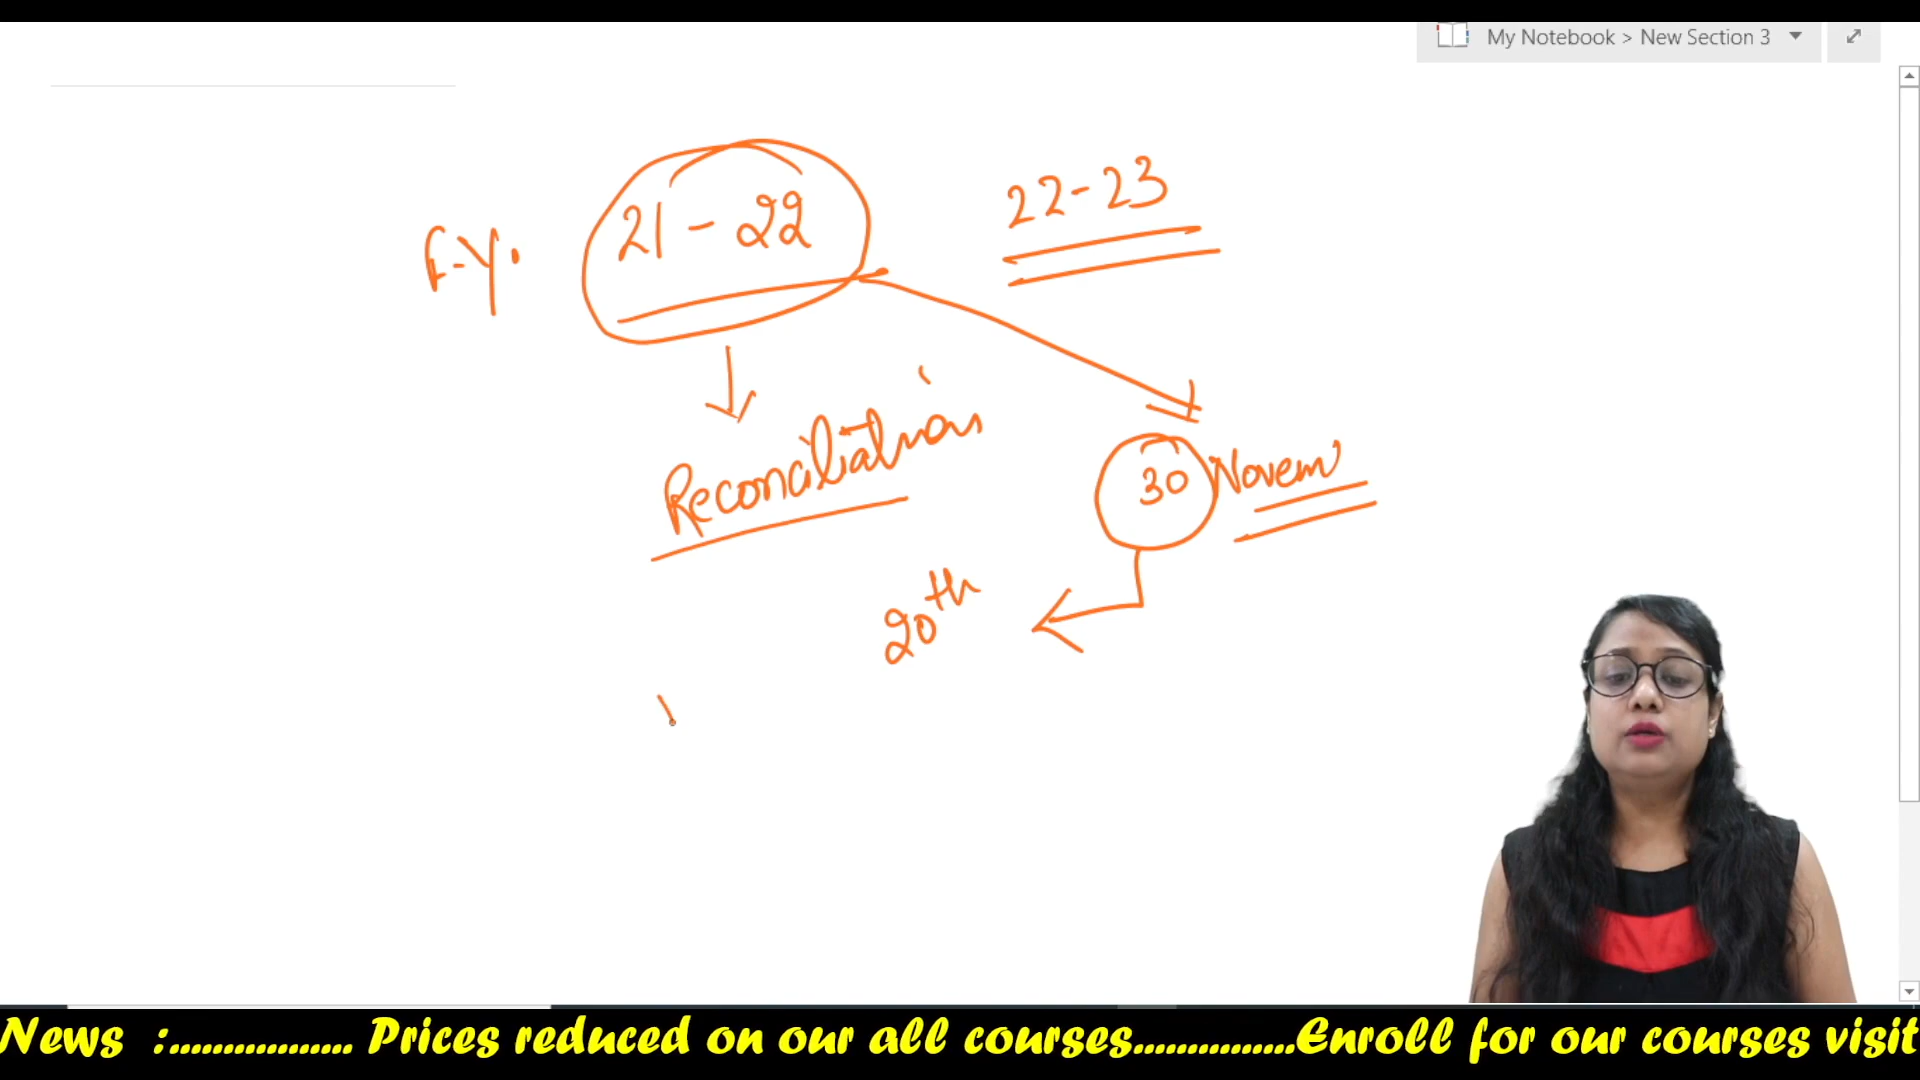 My Notebook > New Section 3
F.Y. 21-22 22-23
Reconciliation
30 Novem
20th
News :................. Prices reduced on our all courses...............Enroll for our courses visit